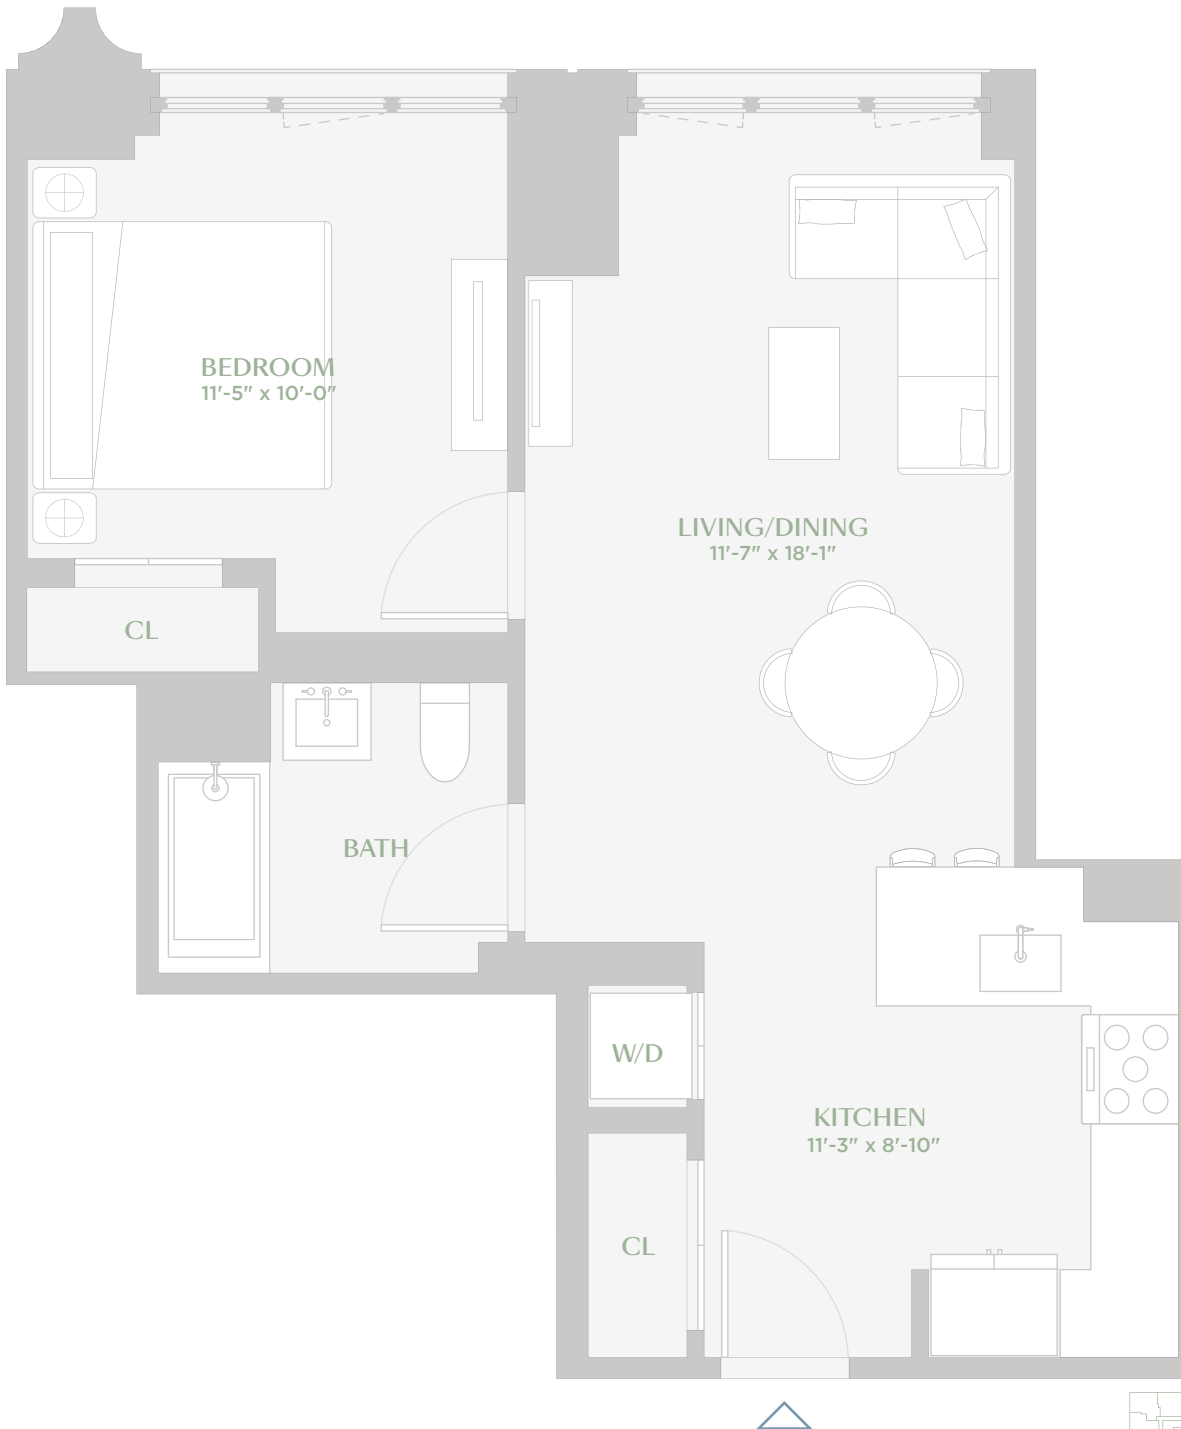 BEDROOM
11'-5" x 10'-0"
LIVING/DINING
11'-7" x 18'-1"
CL
BATH
W/D
KITCHEN
11'-3" x 8'-10"
CL